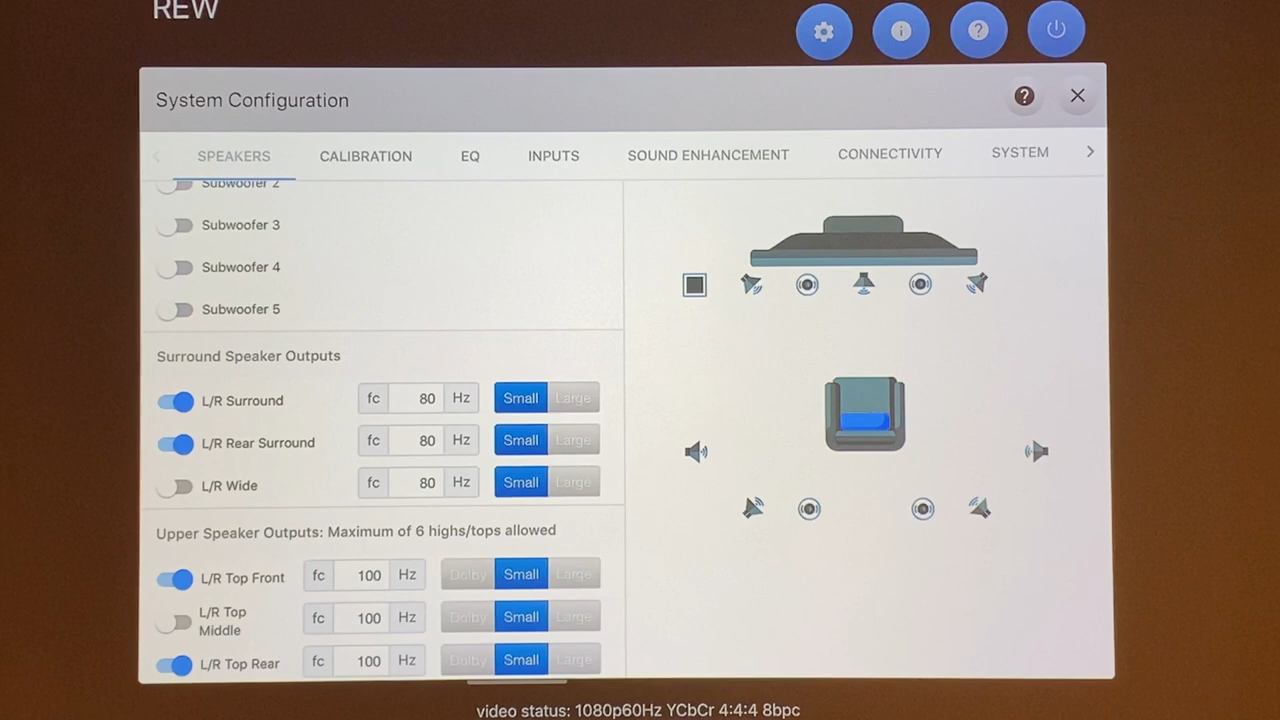 REW
System Configuration
SPEAKERS CALIBRATION EQ INPUTS SOUND ENHANCEMENT CONNECTIVITY SYSTEM
Subwoofer 2
Subwoofer 3
Subwoofer 4
Subwoofer 5
Surround Speaker Outputs
L/R Surround fc 80 Hz Small Large
L/R Rear Surround fc 80 Hz Small Large
L/R Wide fc 80 Hz Small Large
Upper Speaker Outputs: Maximum of 6 highs/tops allowed
L/R Top Front fc 100 Hz Dolby Small Large
L/R Top
Middle fc 100 Hz Dolby Small Large
L/R Top Rear fc 100 Hz Dolby Small Large
video status: 1080p60Hz YCbCr 4:4:4 8bpc